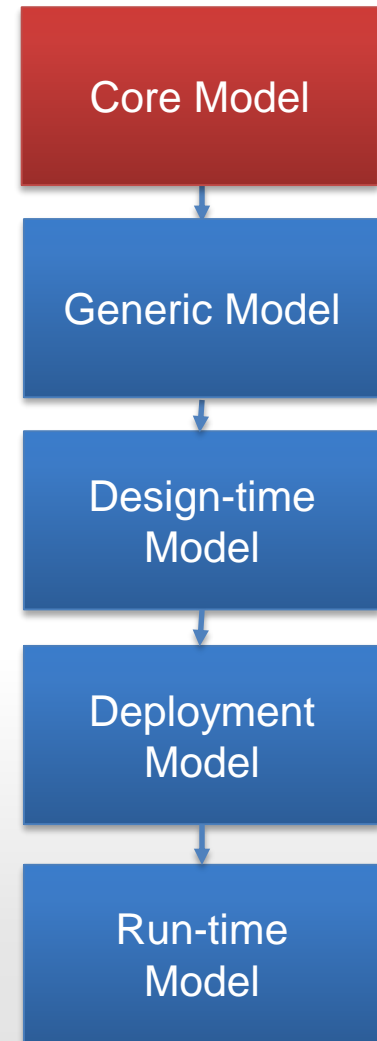 Core Model
Generic Model
Design-time
Model
Deployment
Model
Run-time
Model